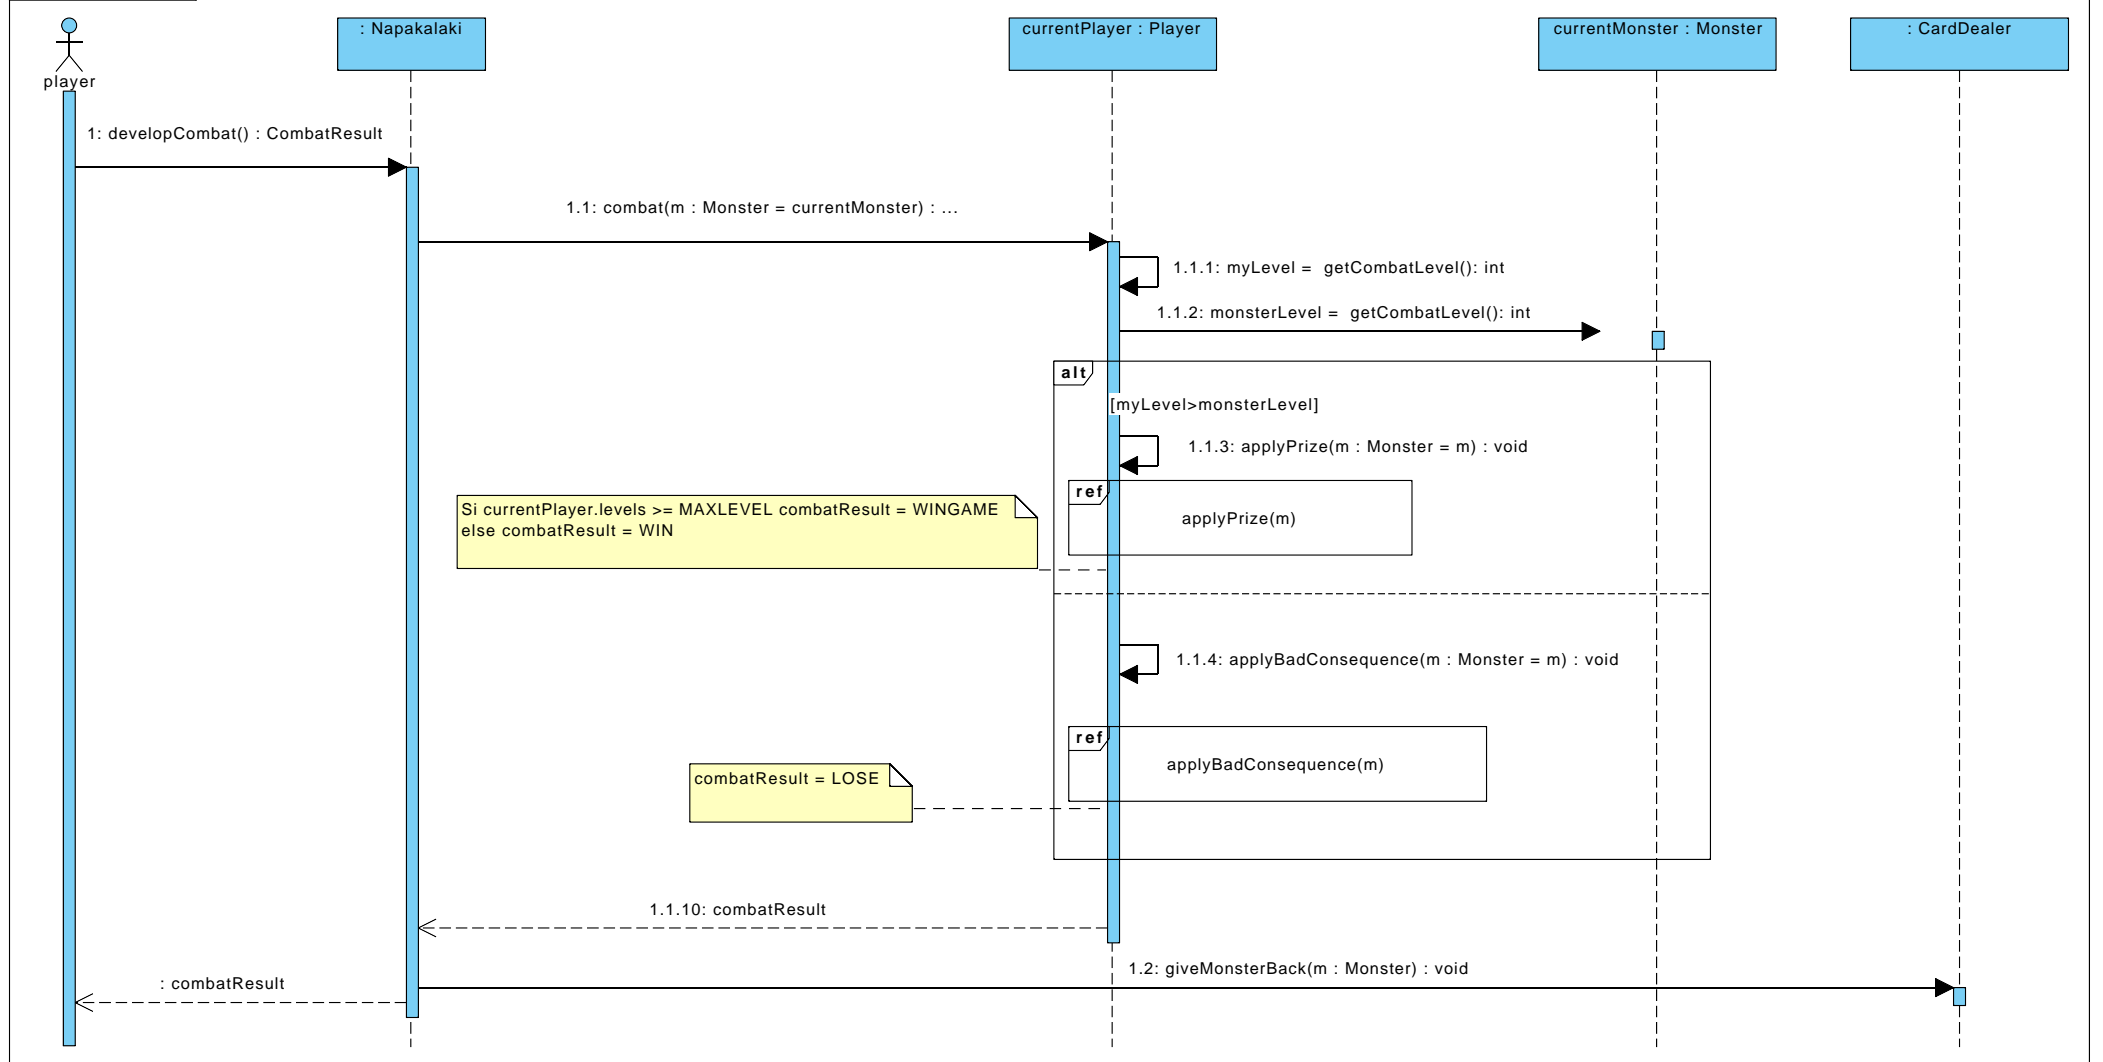 player
: Napakalaki
currentPlayer : Player
currentMonster : Monster
: CardDealer
1: developCombat() : CombatResult
1.1: combat(m : Monster = currentMonster) : ...
1.1.1: myLevel = getCombatLevel(): int
1.1.2: monsterLevel = getCombatLevel(): int
alt
[myLevel>monsterLevel]
1.1.3: applyPrize(m : Monster = m) : void
ref
applyPrize(m)
Si currentPlayer.levels >= MAXLEVEL combatResult = WINGAME
else combatResult = WIN
1.1.4: applyBadConsequence(m : Monster = m) : void
ref
applyBadConsequence(m)
combatResult = LOSE
1.1.10: combatResult
1.2: giveMonsterBack(m : Monster) : void
: combatResult